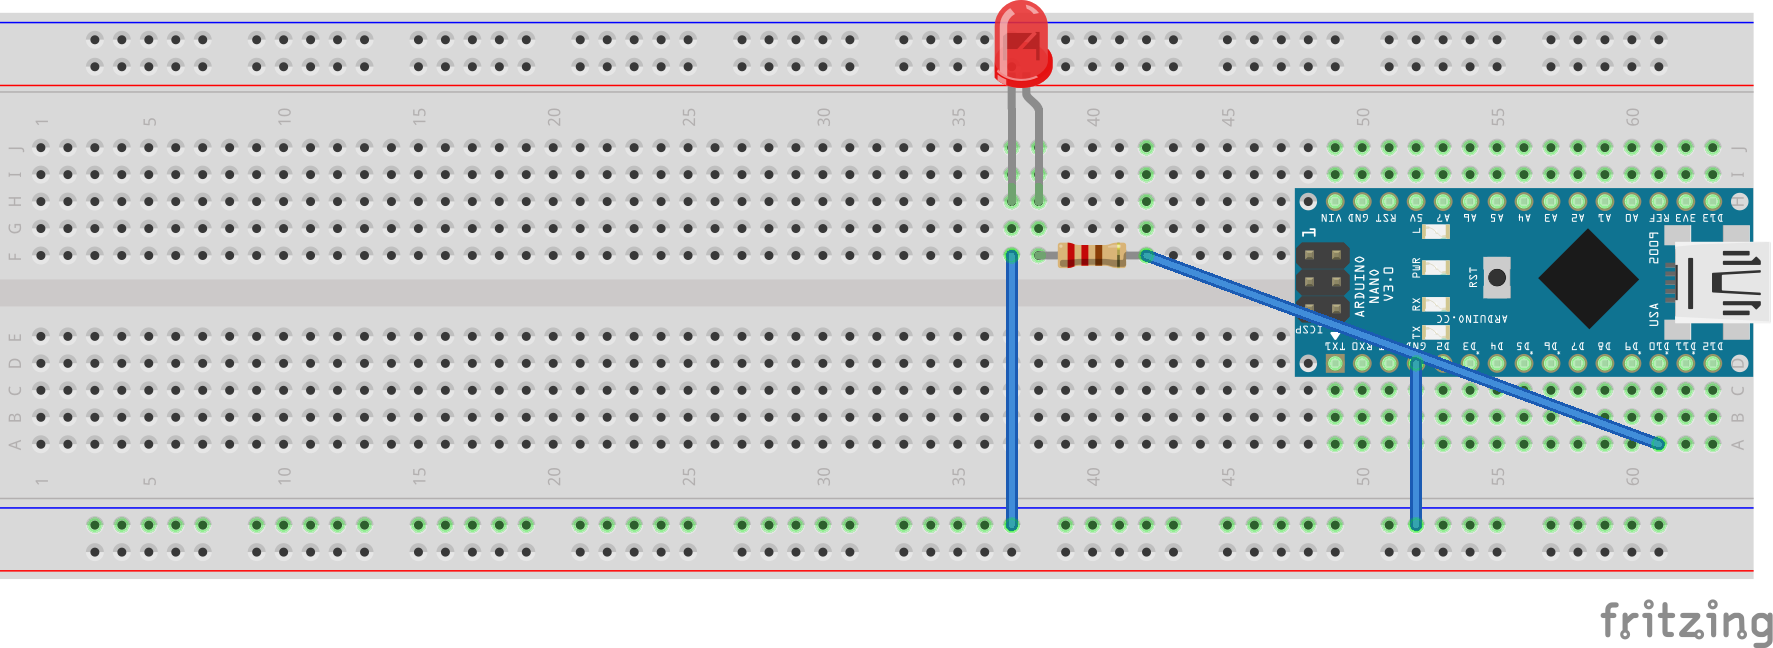 1 5 10 15 20 25 30 35 40 45 50 55 60
J J
I I
H H
G
F
VIN GND RST 5V A7 A6 A5 A4 A3 A2 A1 A0 REF 3V3 D13
1
L
PWR
RX
TX
ARDUINO
NANO
V3.0
RST
ARDUINO.CC
USA
ICSP
TX1 RX0 GND D2 D3 D4 D5 D6 D7 D8 D9 D10 D11 D12
E
D D
C C
B B
A A
1 5 10 15 20 25 30 35 40 45 50 55 60
fritzing